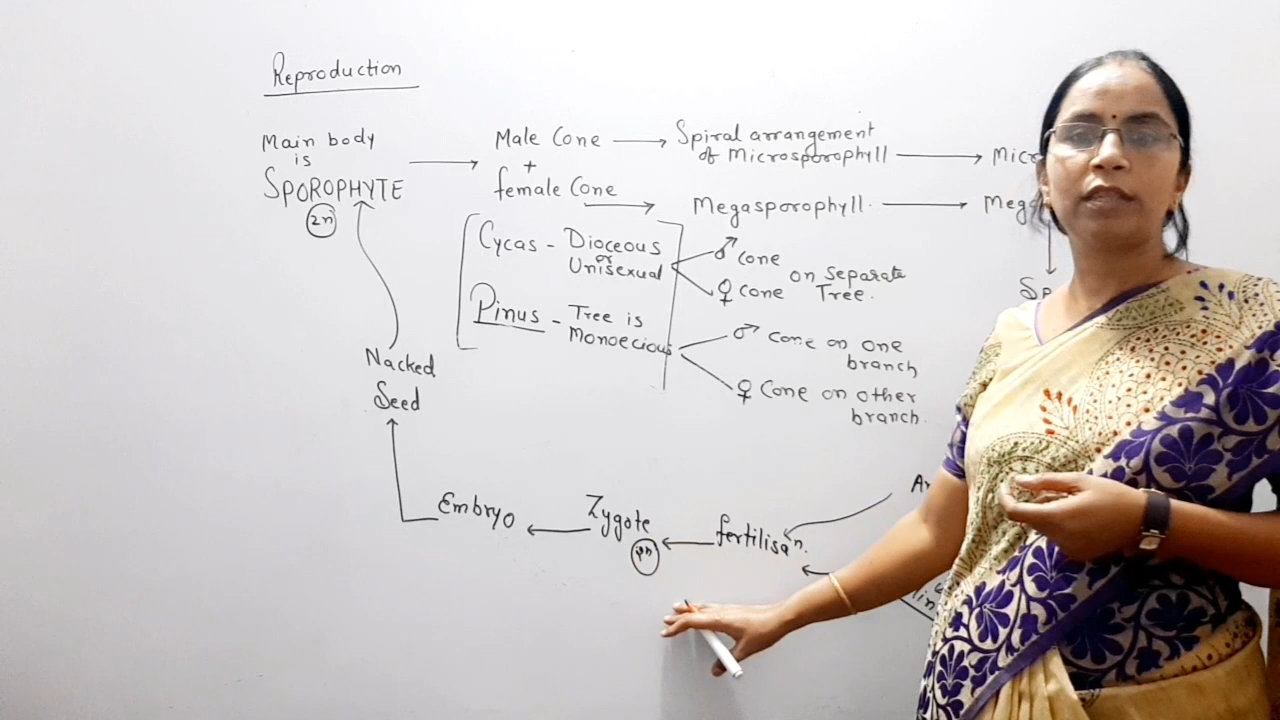 Reproduction
Main body
is
SPOROPHYTE
2n
Male Cone
+
female Cone
Spiral arrangement
of Microsporophyll
Megasporophyll.
Cycas - Dioceous
or
Unisexual
♂ Cone
♀ Cone
on separate
Tree.
Pinus - Tree is
Monoecious
♂ Cone on one
branch
♀ Cone on other
branch.
Nacked
Seed
Embryo
Zygote
fertilisaⁿ.